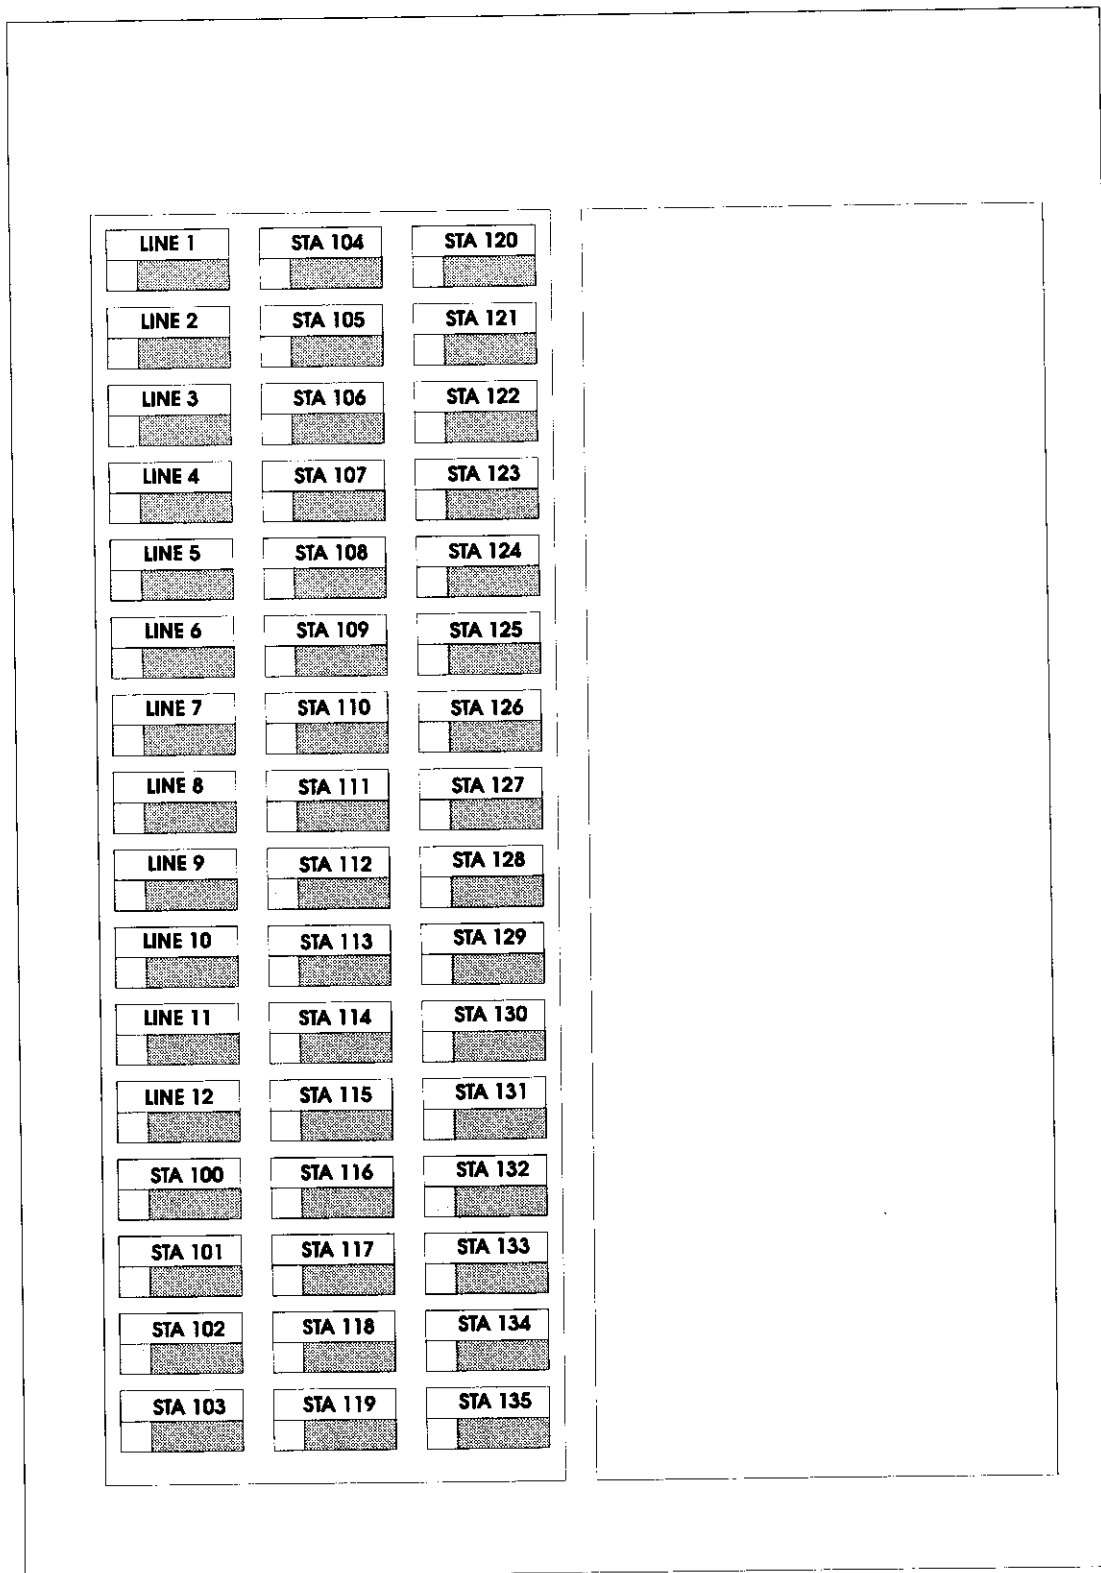 LINE 1 STA 104 STA 120
LINE 2 STA 105 STA 121
LINE 3 STA 106 STA 122
LINE 4 STA 107 STA 123
LINE 5 STA 108 STA 124
LINE 6 STA 109 STA 125
LINE 7 STA 110 STA 126
LINE 8 STA 111 STA 127
LINE 9 STA 112 STA 128
LINE 10 STA 113 STA 129
LINE 11 STA 114 STA 130
LINE 12 STA 115 STA 131
STA 100 STA 116 STA 132
STA 101 STA 117 STA 133
STA 102 STA 118 STA 134
STA 103 STA 119 STA 135